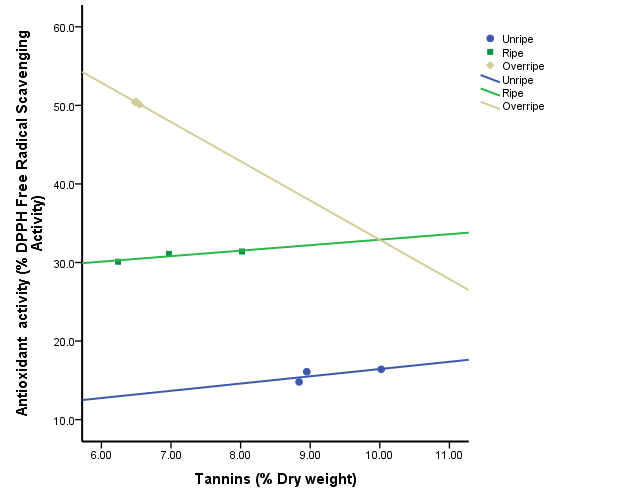 Antioxidant activity (% DPPH Free Radical Scavenging
Activity)
60.0
50.0
40.0
30.0
20.0
10.0
6.00 7.00 8.00 9.00 10.00 11.00
Tannins (% Dry weight)
Unripe
Ripe
Overripe
Unripe
Ripe
Overripe